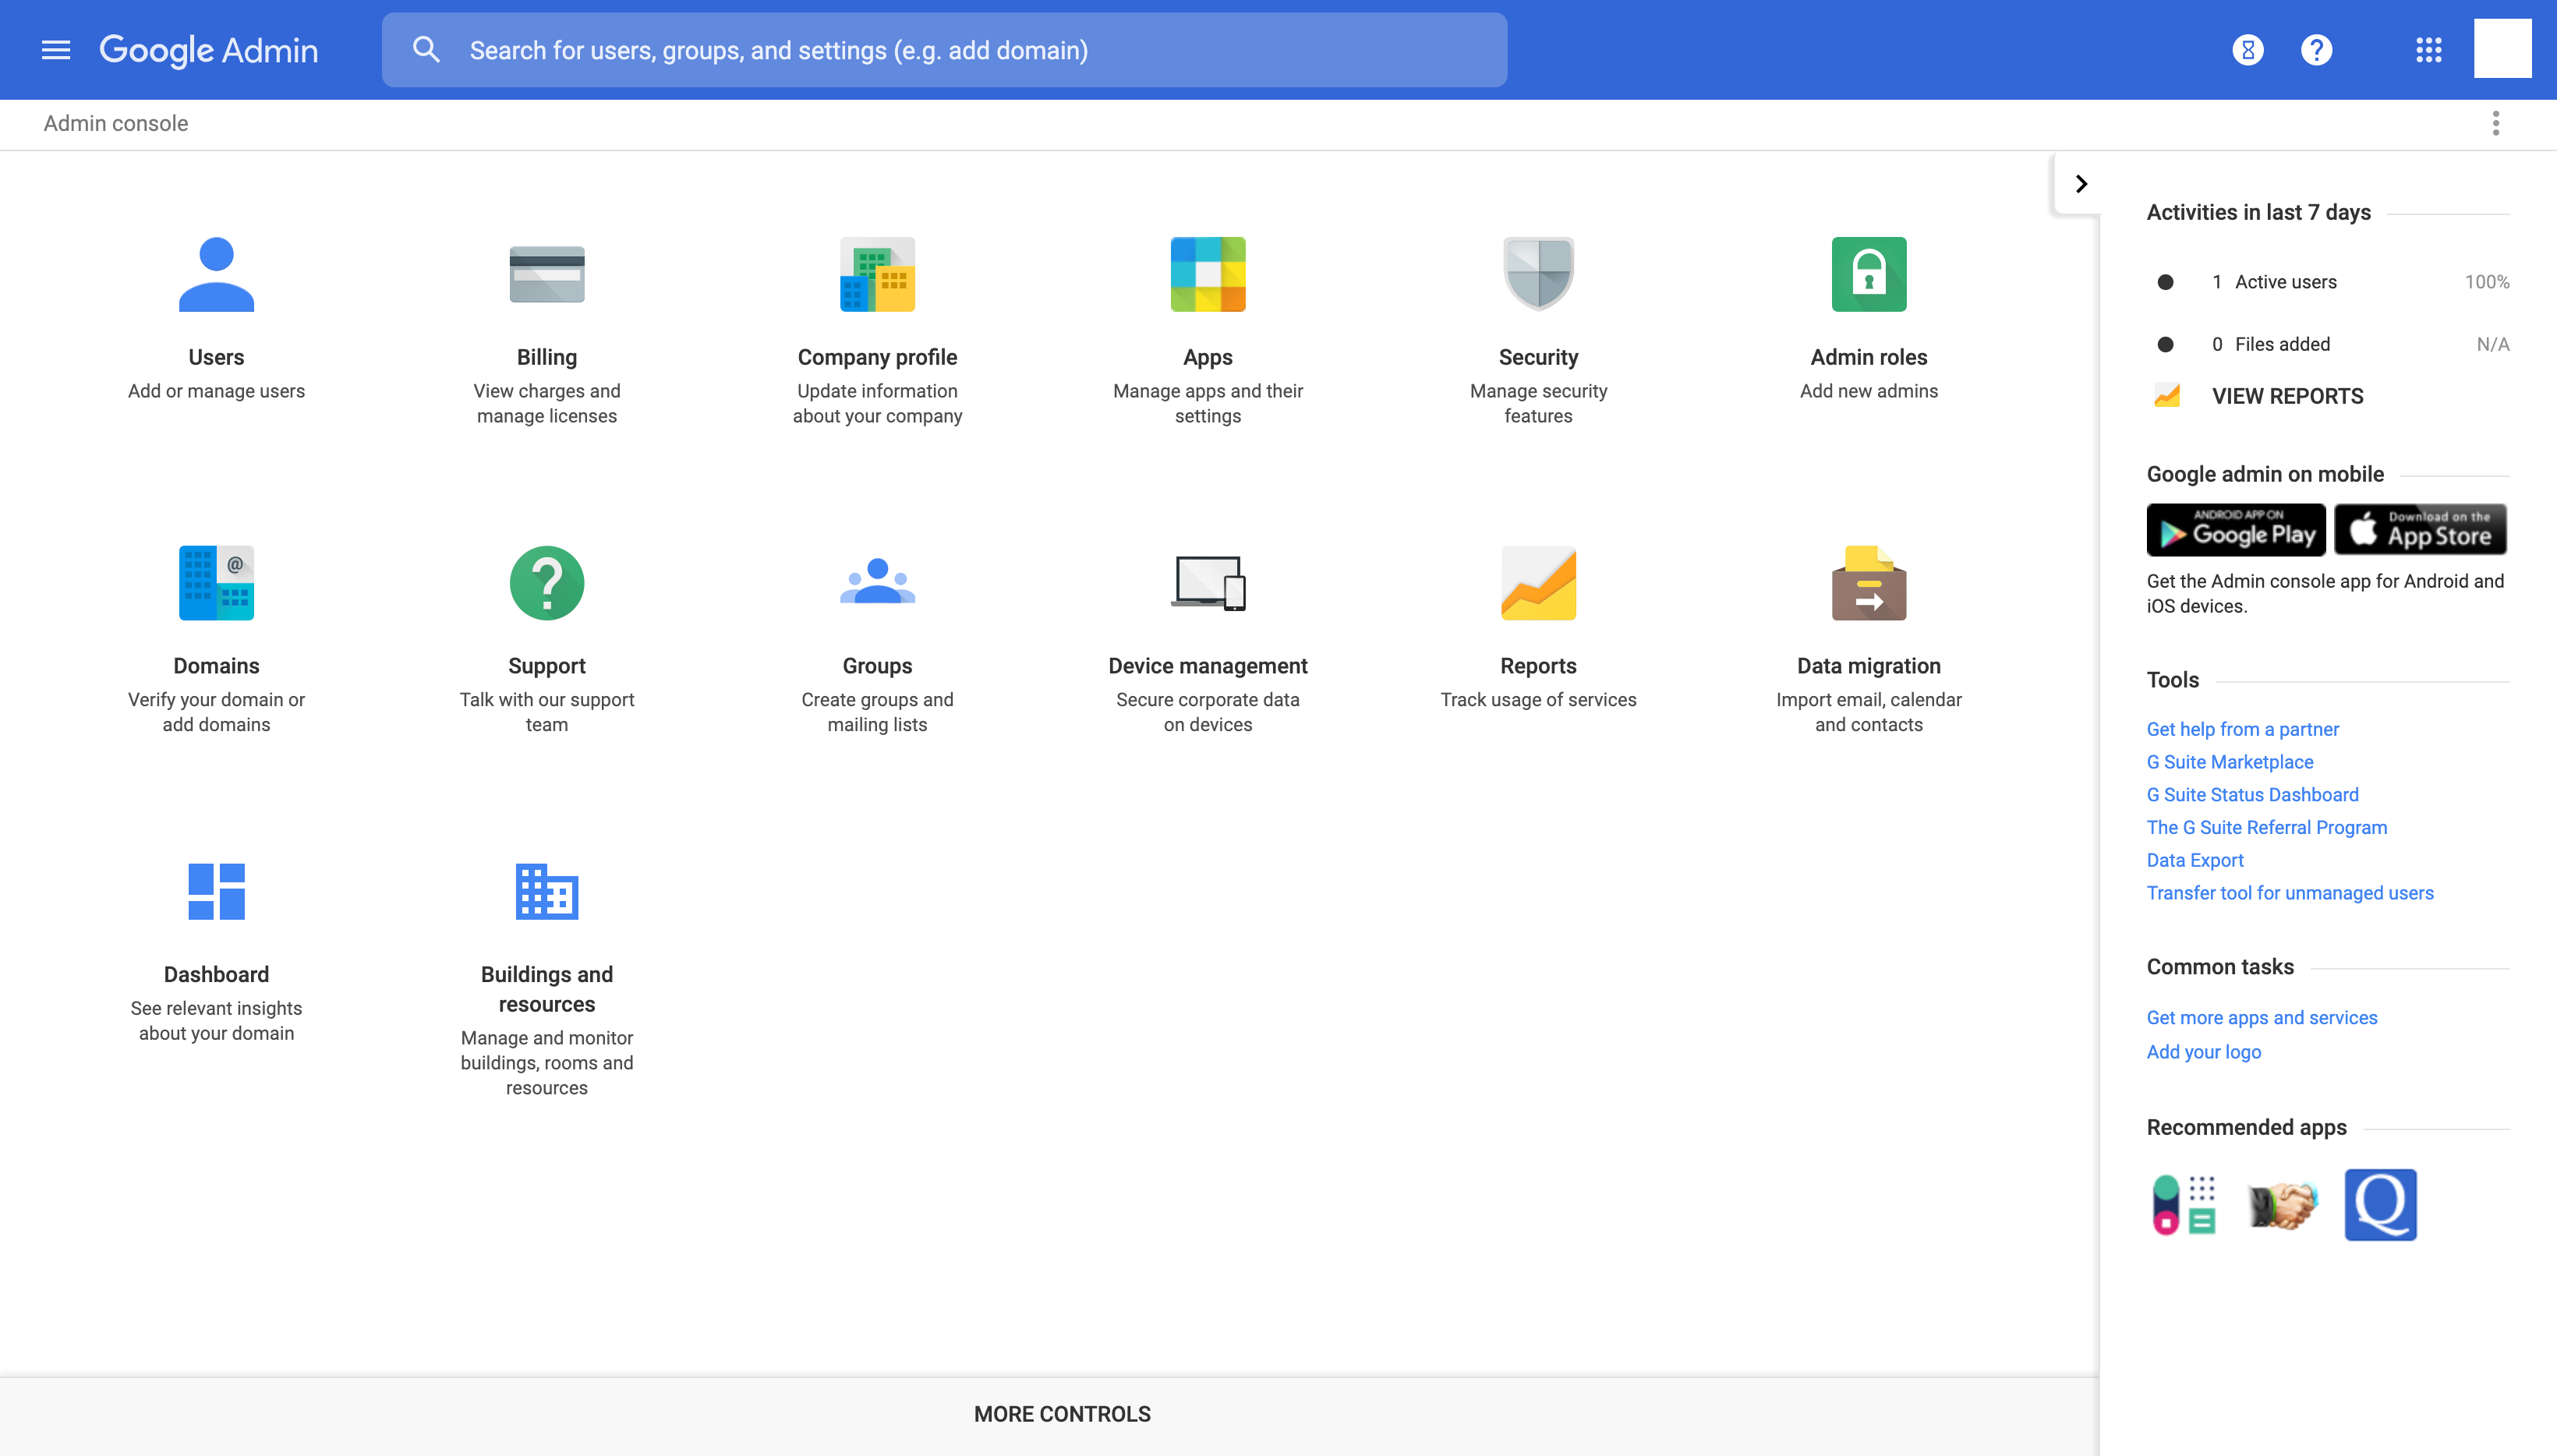 Google Admin
Search for users, groups, and settings (e.g. add domain)
Admin console
Users
Add or manage users
Billing
View charges and
manage licenses
Company profile
Update information
about your company
Apps
Manage apps and their
settings
Security
Manage security
features
Admin roles
Add new admins
Domains
Verify your domain or
add domains
Support
Talk with our support
team
Groups
Create groups and
mailing lists
Device management
Secure corporate data
on devices
Reports
Track usage of services
Data migration
Import email, calendar
and contacts
Dashboard
See relevant insights
about your domain
Buildings and
resources
Manage and monitor
buildings, rooms and
resources
MORE CONTROLS
Activities in last 7 days
1 Active users 100%
0 Files added N/A
VIEW REPORTS
Google admin on mobile
ANDROID APP ON
Google Play
Download on the
App Store
Get the Admin console app for Android and
iOS devices.
Tools
Get help from a partner
G Suite Marketplace
G Suite Status Dashboard
The G Suite Referral Program
Data Export
Transfer tool for unmanaged users
Common tasks
Get more apps and services
Add your logo
Recommended apps
Q